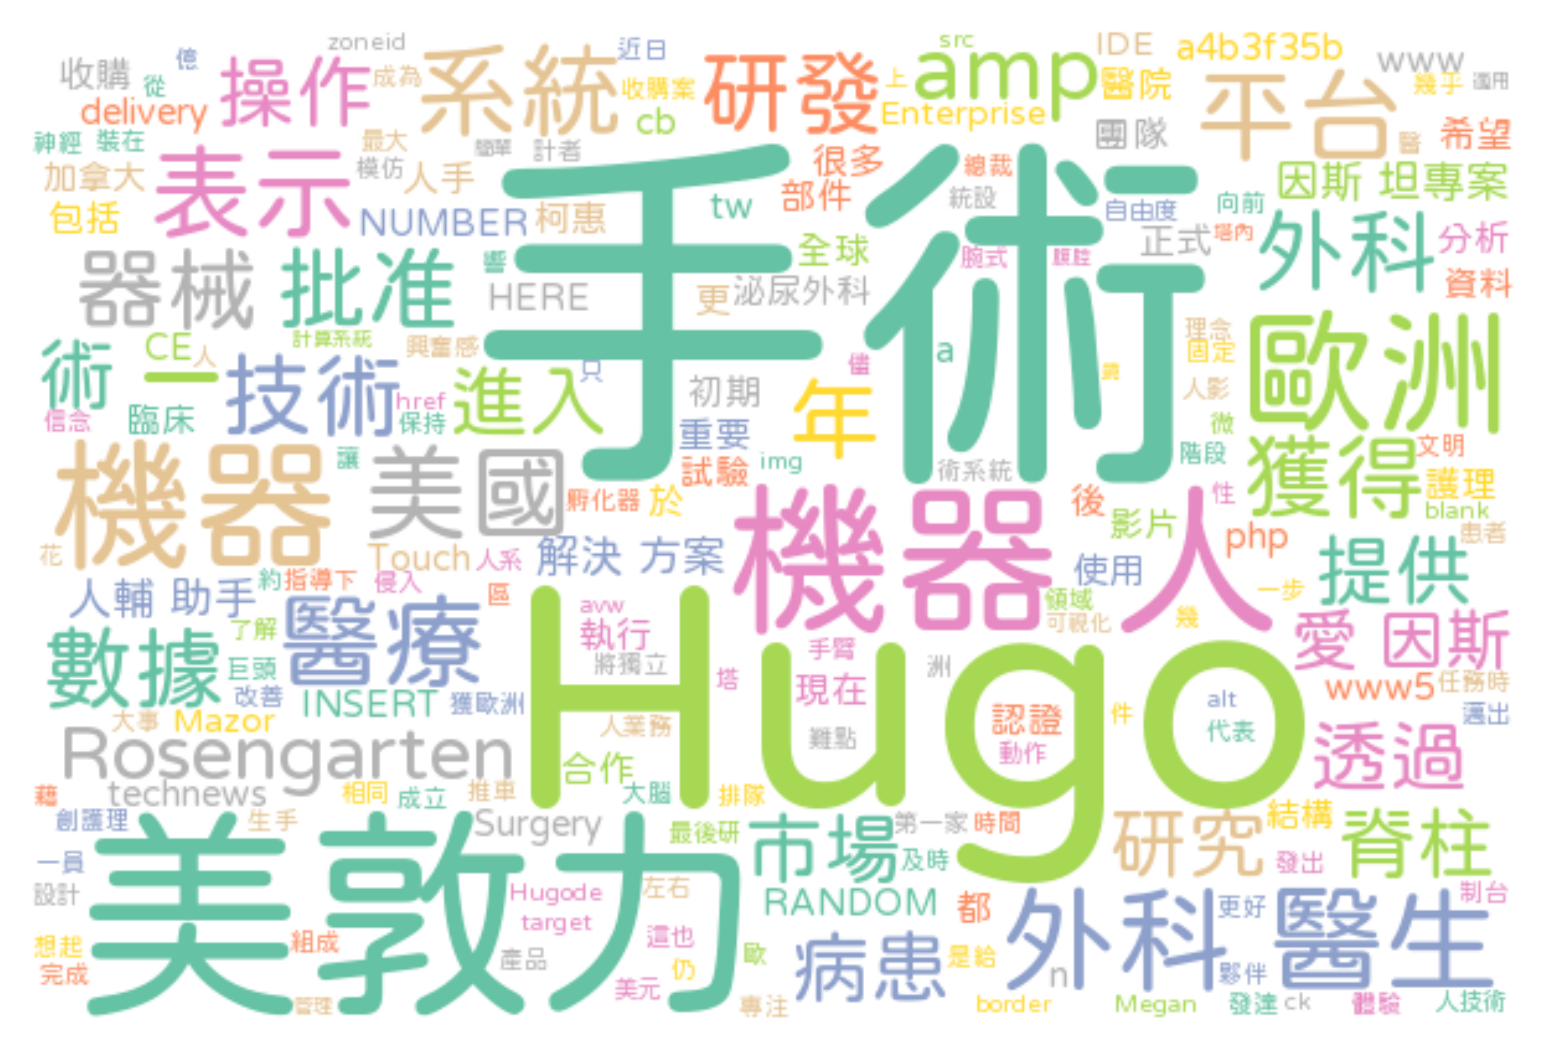 zoneid
近日
src
IDE
a4b3f35b
www
收購
從
億
操作
成為
系統
收購案
研發
上
amp
醫院
平台
幾乎
適用
delivery
cb
Enterprise
神經
裝在
最大
模仿
簡單
計者
很多
總裁
團隊
醫
希望
加拿大
表示
人手
手術
部件
統設
自由度
向前
因斯
坦專案
包括
NUMBER
柯惠
tw
全球
腕式
腹腔
正式
塔內
外科
分析
器械
批准
響
HERE
更
泌尿外科
資料
術
CE
一
人
計算系統
興奮感
技術
進入
只
初期
年
儘
a
理念
固定
歐洲
信念
臨床
href
保持
重要
人影
微
機器
讓
美國
孵化器
於
試驗
img
術系統
階段
獲得
文明
護理
blank
花
Touch
人系
解決
方案
機器人
後
影片
性
php
患者
人輔
助手
約
指導下
侵入
區
使用
領域
可視化
一步
幾
提供
數據
了解
巨頭
改善
醫療
avw
執行
將獨立
塔
手臂
現在
洲
愛
因斯
www5
任務時
大事
Mazor
INSERT
獲歐洲
Hugo
人業務
難點
認證
動作
件
alt
代表
邁出
Rosengarten
technews
合作
透過
藉
創護理
生手
相同
成立
推車
大腦
排隊
Surgery
最後研
市場
第一家
時間
及時
研究
結構
發出
脊柱
一員
設計
美敦力
Hugode
target
左右
RANDOM
都
外科
更好
醫生
制台
想起
完成
組成
管理
產品
這也
美元
仍
歐
專注
病患
是給
border
n
Megan
夥伴
發達
ck
體驗
人技術